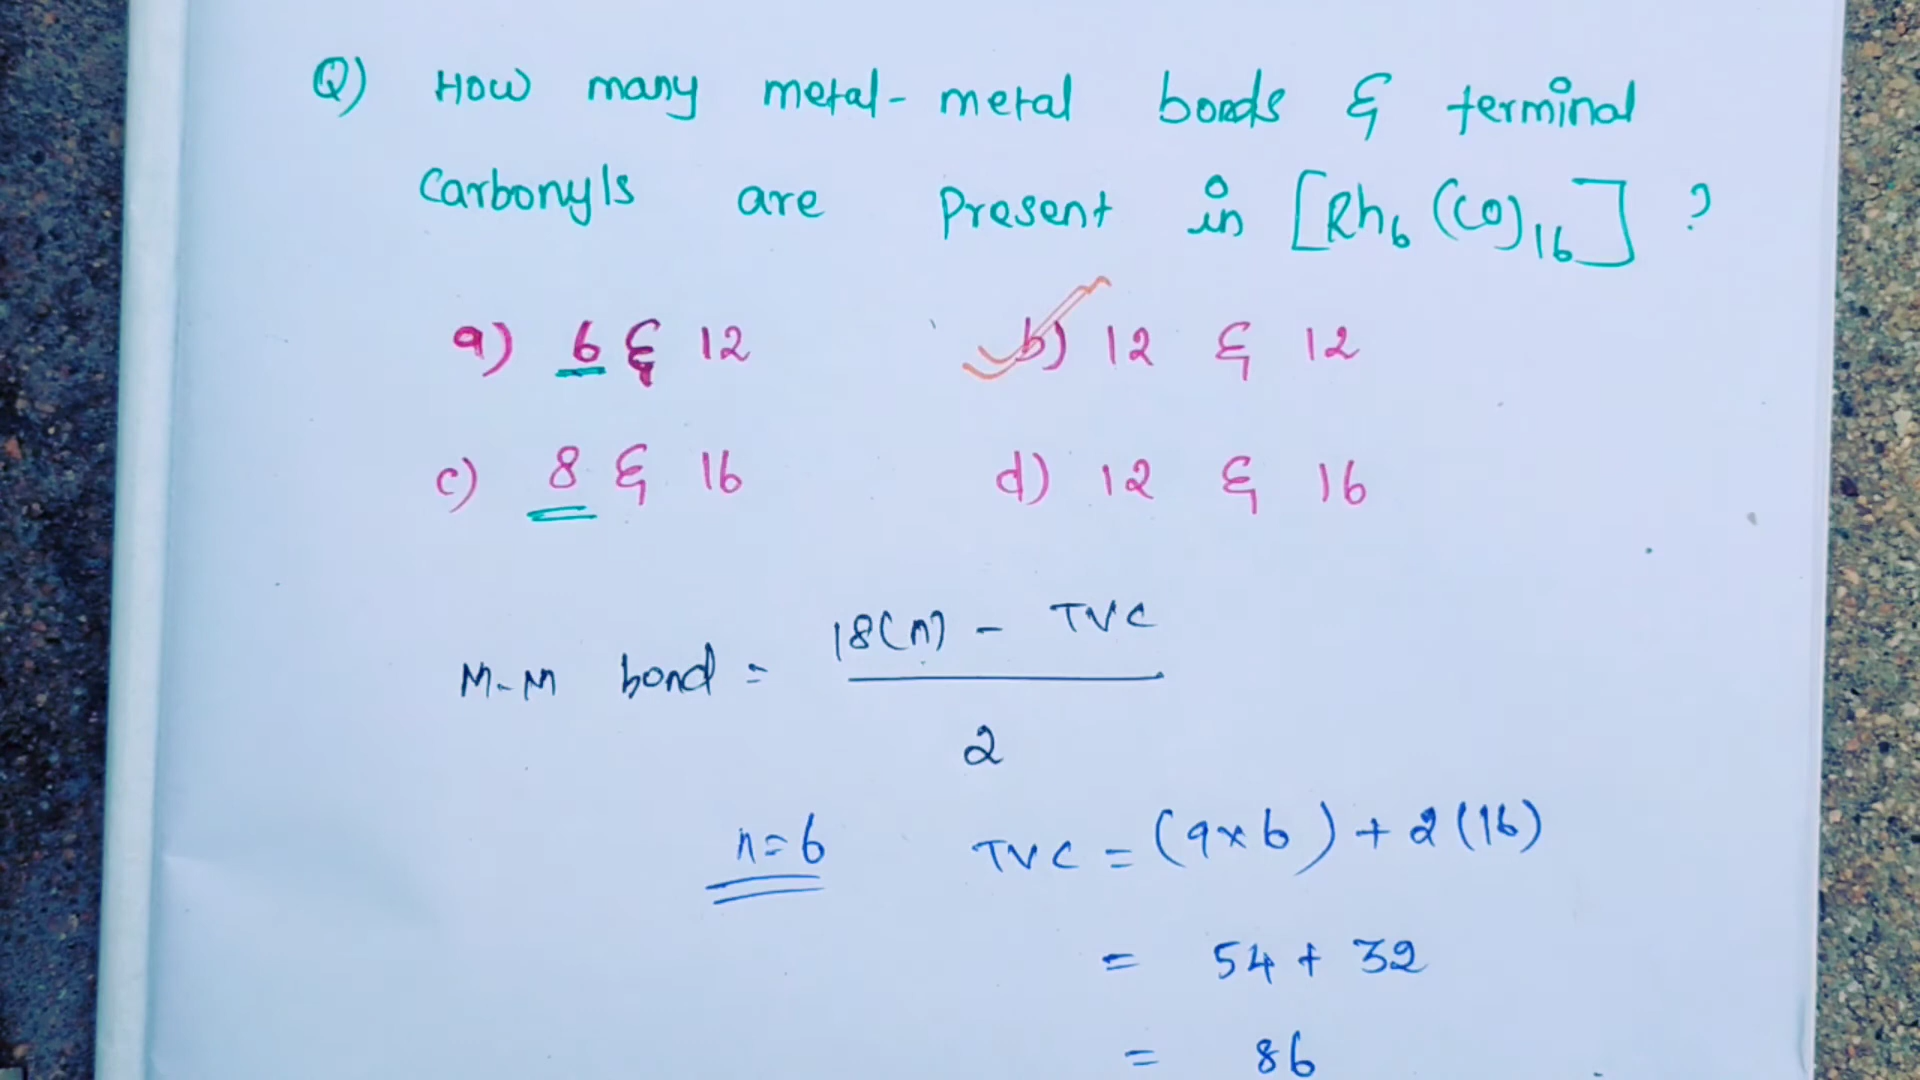 Q) How many metal-metal bonds & terminal
Carbonyls are Present in [Rh₆(CO)₁₆] ?
a) 6 & 12 b) 12 & 12
c) 8 & 16 d) 12 & 16
M-M bond = 18(n) - TVC
2
n=6 TVC = (9×6) + 2(16)
= 54 + 32
= 86